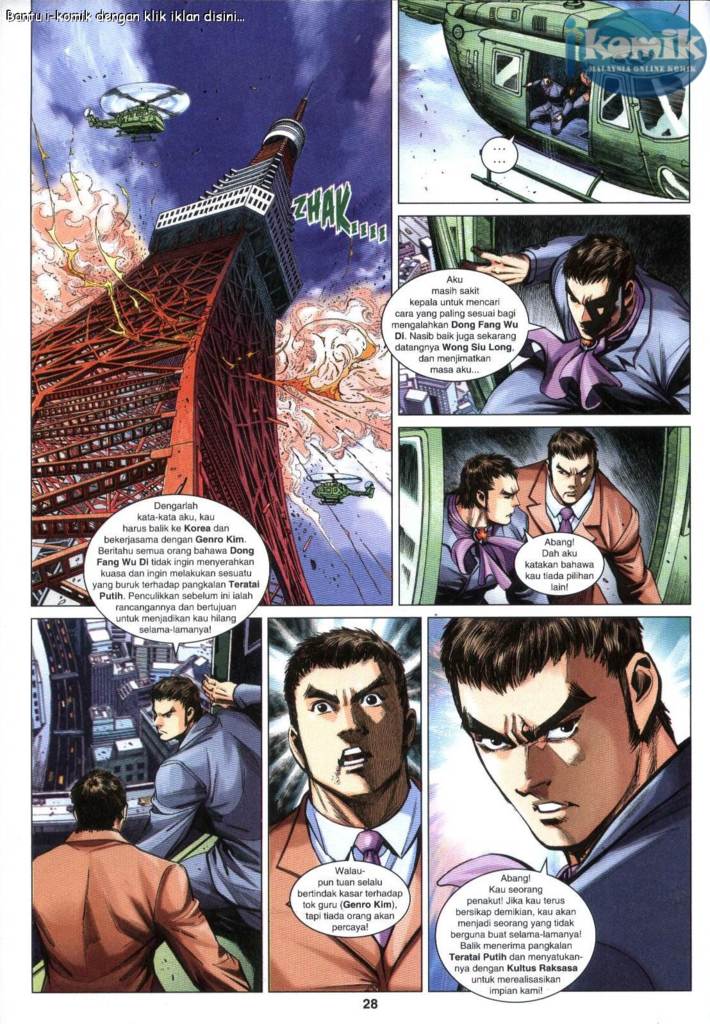 Bantu i-komik dengan klik iklan disini...
ikomik
MALAYSIA ONLINE KOMIK
ZHAK....
...
Aku
masih sakit
kepala untuk mencari
cara yang paling sesuai bagi
mengalahkan Dong Fang Wu
Di. Nasib baik juga sekarang
datangnya Wong Siu Long,
dan menjimatkan
masa aku...
Abang!
Dah aku
katakan bahawa
kau tiada pilihan
lain!
Dengarlah
kata-kata aku, kau
harus balik ke Korea dan
bekerjasama dengan Genro Kim.
Beritahu semua orang bahawa Dong
Fang Wu Di tidak ingin menyerahkan
kuasa dan ingin melakukan sesuatu
yang buruk terhadap pangkalan Teratai
Putih. Penculikkan sebelum ini ialah
rancangannya dan bertujuan
untuk menjadikan kau hilang
selama-lamanya!
Walau-
pun tuan selalu
bertindak kasar terhadap
tok guru (Genro Kim),
tapi tiada orang akan
percaya!
Abang!
Kau seorang
penakut! Jika kau terus
bersikap demikian, kau akan
menjadi seorang yang tidak
berguna buat selama-lamanya!
Balik menerima pangkalan
Teratai Putih dan menyatukan-
nya dengan Kultus Raksasa
untuk merealisasikan
impian kami!
28